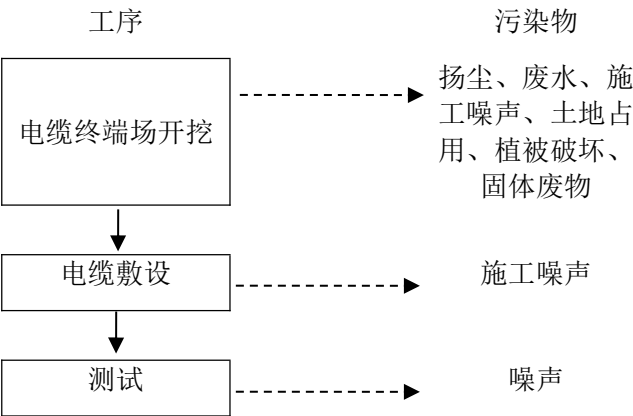 工序
污染物
电缆终端场开挖
扬尘、废水、施
工噪声、土地占
用、植被破坏、
固体废物
电缆敷设
施工噪声
测试
噪声